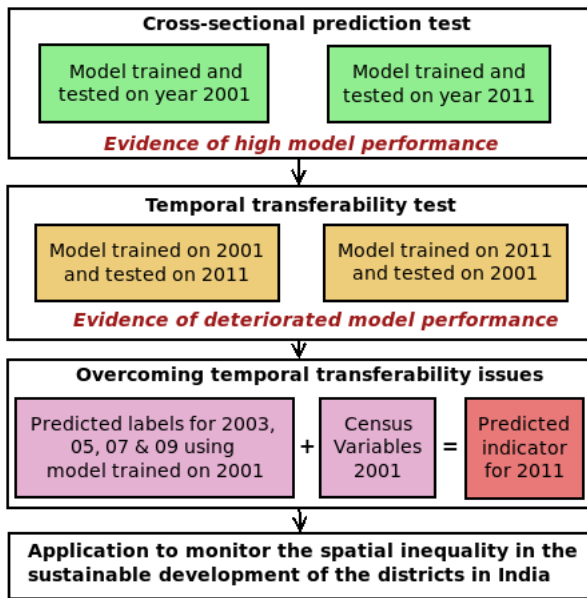 Cross-sectional prediction test
Model trained and
tested on year 2001
Model trained and
tested on year 2011
Evidence of high model performance
Temporal transferability test
Model trained on 2001
and tested on 2011
Model trained on 2011
and tested on 2001
Evidence of deteriorated model performance
Overcoming temporal transferability issues
Predicted labels for 2003,
05, 07 & 09 using
model trained on 2001
+
Census
Variables
2001
=
Predicted
indicator
for 2011
Application to monitor the spatial inequality in the
sustainable development of the districts in India